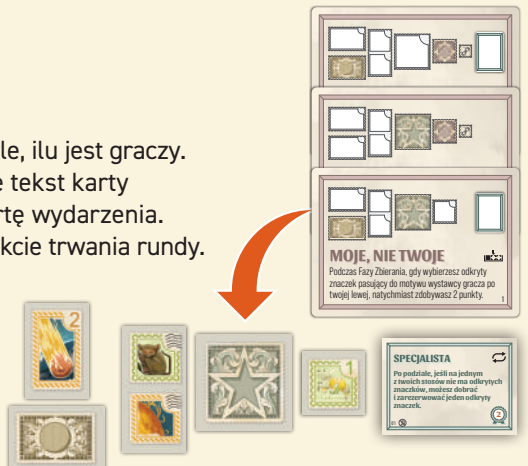 le, ilu jest graczy.
e tekst karty
rtę wydarzenia.
kcie trwania rundy.
MOJE, NIE TWOJE
Podczas Fazy Zbierania, gdy wybierzesz odkryty
znaczek pasujący do motywu wystawcy gracza po
twojej lewej, natychmiast zdobywasz 2 punkty.
1
2
1
SPECJALISTA
Po podziale, jeśli na jednym
z twoich stosów nie ma odkrytych
znaczków, możesz dobrać
i zarezerwować jeden odkryty
znaczek.
2